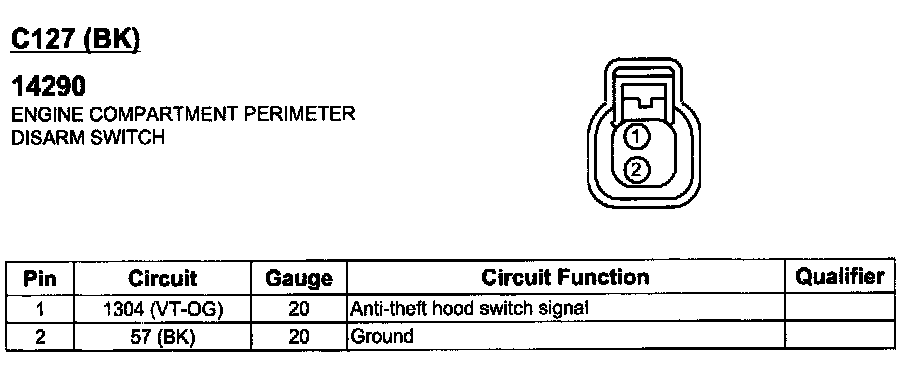 C127 (BK)
14290
ENGINE COMPARTMENT PERIMETER
DISARM SWITCH
1
2
Pin Circuit Gauge Circuit Function Qualifier
1 1304 (VT-OG) 20 Anti-theft hood switch signal
2 57 (BK) 20 Ground